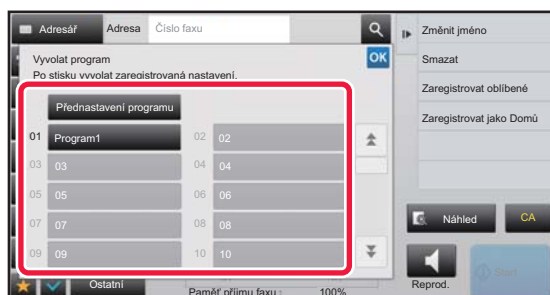 Adresář Adresa Číslo faxu
Změnit jméno
Vyvolat program OK
Smazat
Po stisku vyvolat zaregistrovaná nastavení.
Zaregistrovat oblíbené
Přednastavení programu
Zaregistrovat jako Domů
01 Program1 02 02
03 03 04 04
05 05 06 06
07 07 08 08
Náhled CA
09 09 10 10
Start
Ostatní
Reprod.
Paměť příjmu faxu : 100%